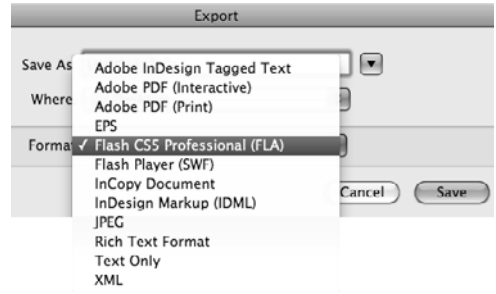 Export
Save As
Adobe InDesign Tagged Text
Adobe PDF (Interactive)
Where
Adobe PDF (Print)
EPS
Format ✓ Flash CS5 Professional (FLA)
Flash Player (SWF)
InCopy Document
InDesign Markup (IDML)
Cancel Save
JPEG
Rich Text Format
Text Only
XML